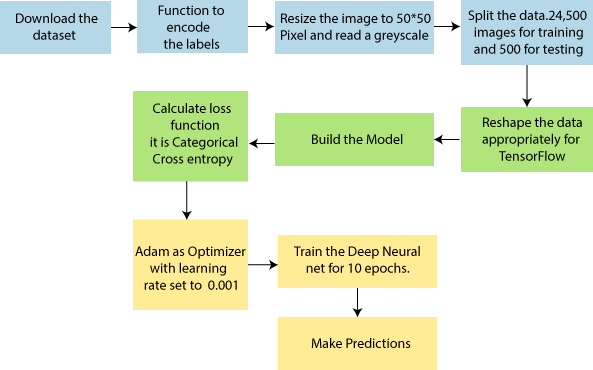 Download the
dataset
Function to
encode
the labels
Resize the image to 50*50
Pixel and read a greyscale
Split the data.24,500
images for training
and 500 for testing
Reshape the data
appropriately for
TensorFlow
Build the Model
Calculate loss
function
it is Categorical
Cross entropy
Adam as Optimizer
with learning
rate set to 0.001
Train the Deep Neural
net for 10 epochs.
Make Predictions